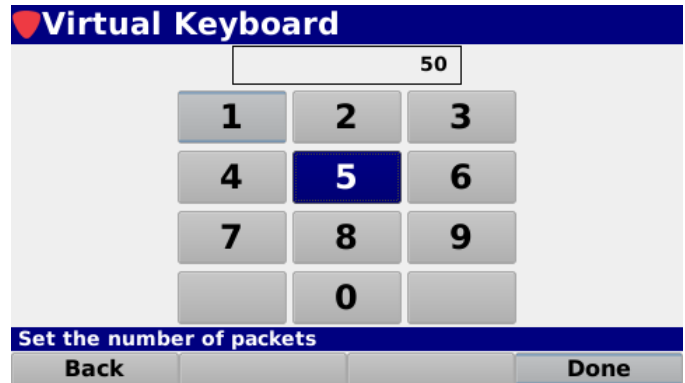 Virtual Keyboard
50
1 2 3
4 5 6
7 8 9
0
Set the number of packets
Back Done